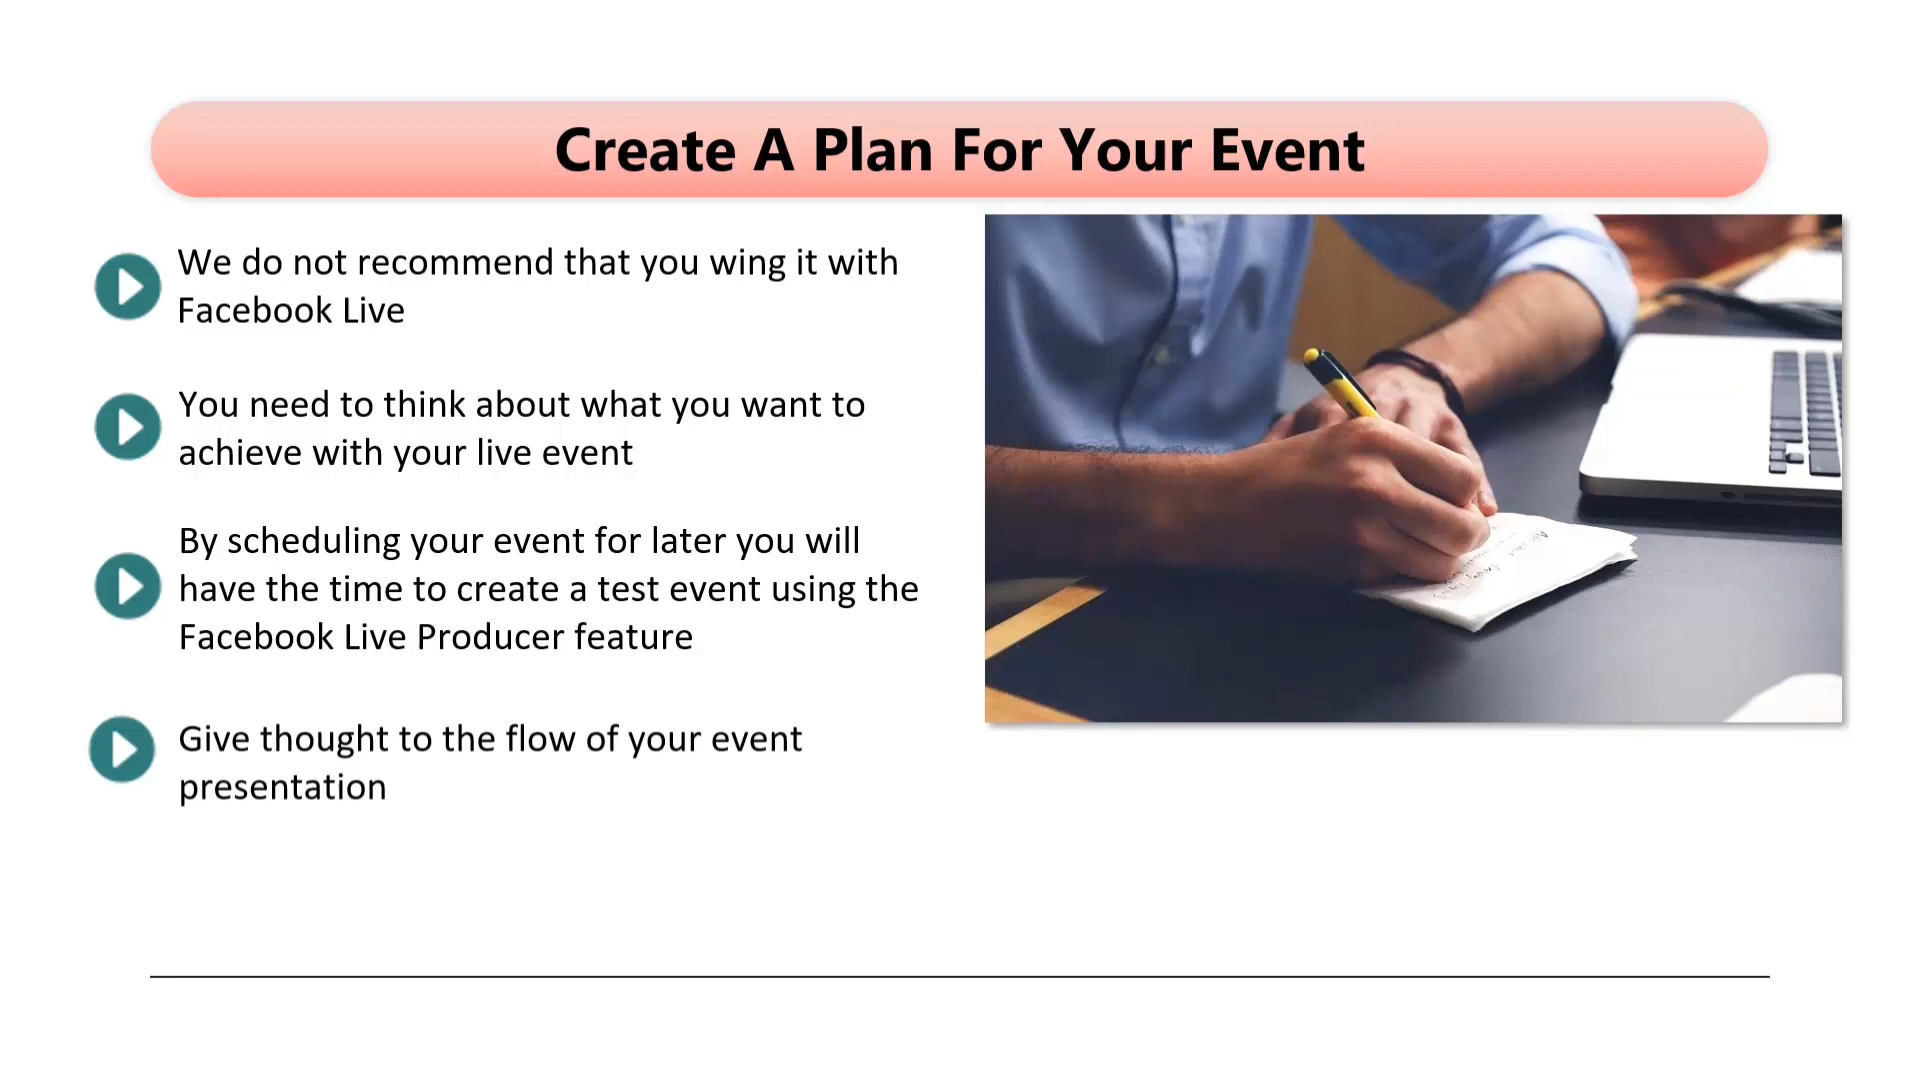 Create A Plan For Your Event
We do not recommend that you wing it with
Facebook Live
You need to think about what you want to
achieve with your live event
By scheduling your event for later you will
have the time to create a test event using the
Facebook Live Producer feature
Give thought to the flow of your event
presentation